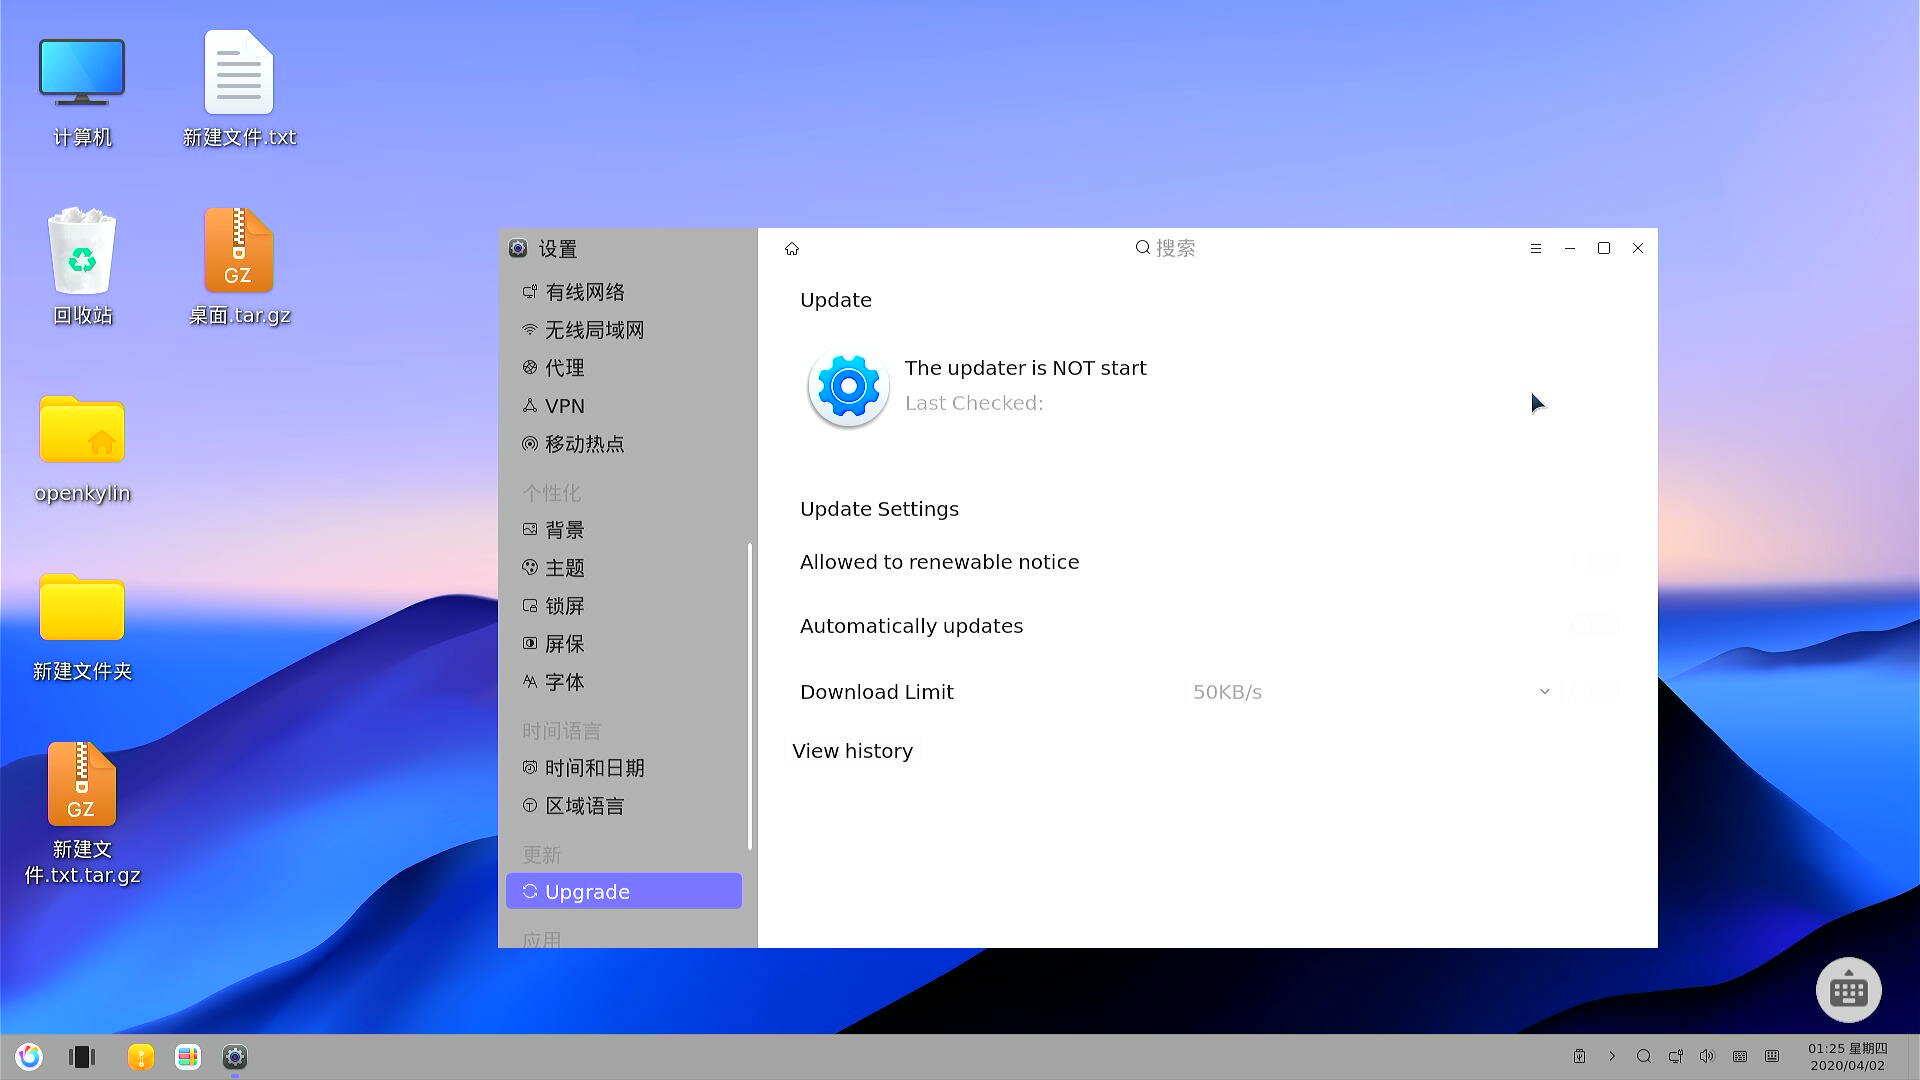 计算机
新建文件.txt
回收站
GZ
桌面.tar.gz
openkylin
新建文件夹
GZ
新建文
件.txt.tar.gz
设置
有线网络
无线局域网
代理
VPN
移动热点
个性化
背景
主题
锁屏
屏保
字体
时间语言
时间和日期
区域语言
更新
Upgrade
应用
搜索
Update
The updater is NOT start
Last Checked:
Update Settings
Allowed to renewable notice
Automatically updates
Download Limit
50KB/s
View history
01:25 星期四
2020/04/02